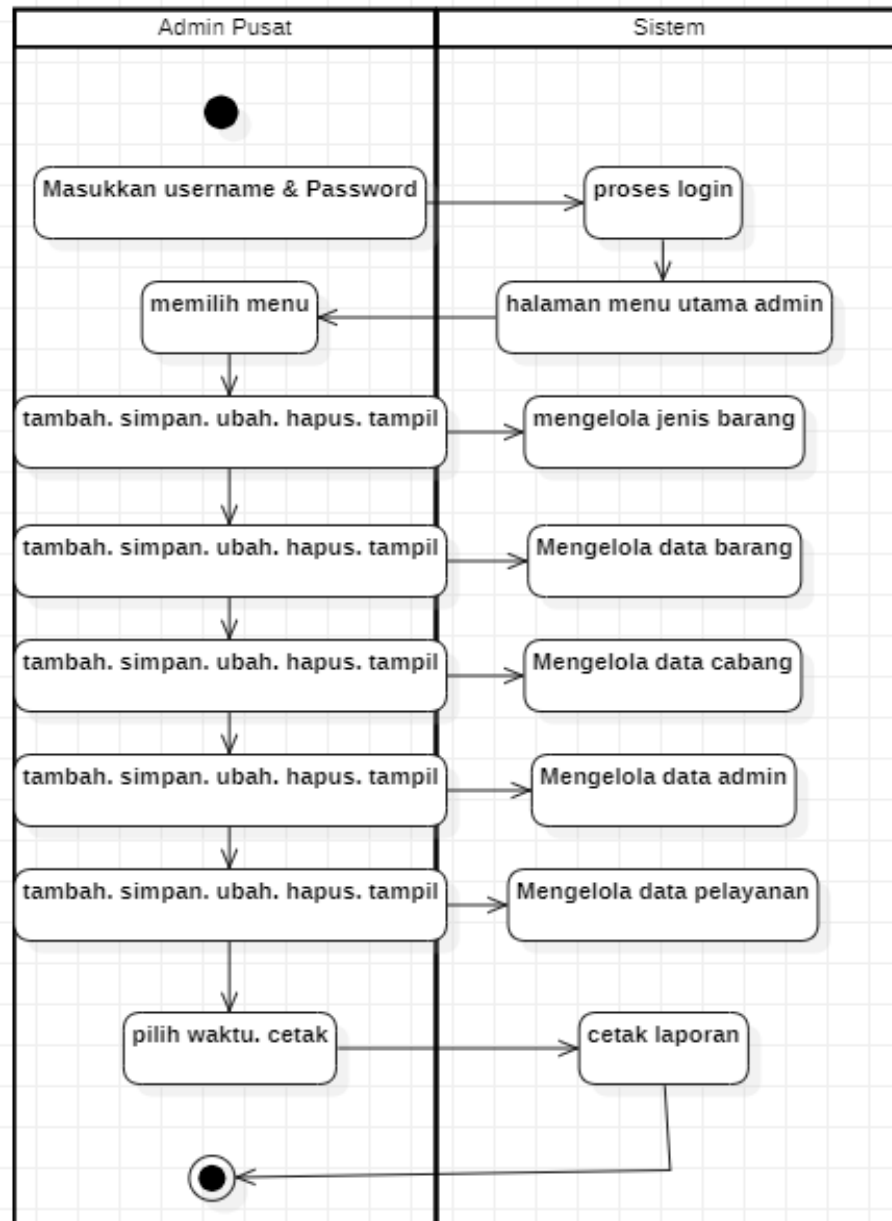 Admin Pusat
Sistem
Masukkan username & Password
proses login
memilih menu
halaman menu utama admin
tambah. simpan. ubah. hapus. tampil
mengelola jenis barang
tambah. simpan. ubah. hapus. tampil
Mengelola data barang
tambah. simpan. ubah. hapus. tampil
Mengelola data cabang
tambah. simpan. ubah. hapus. tampil
Mengelola data admin
tambah. simpan. ubah. hapus. tampil
Mengelola data pelayanan
pilih waktu. cetak
cetak laporan